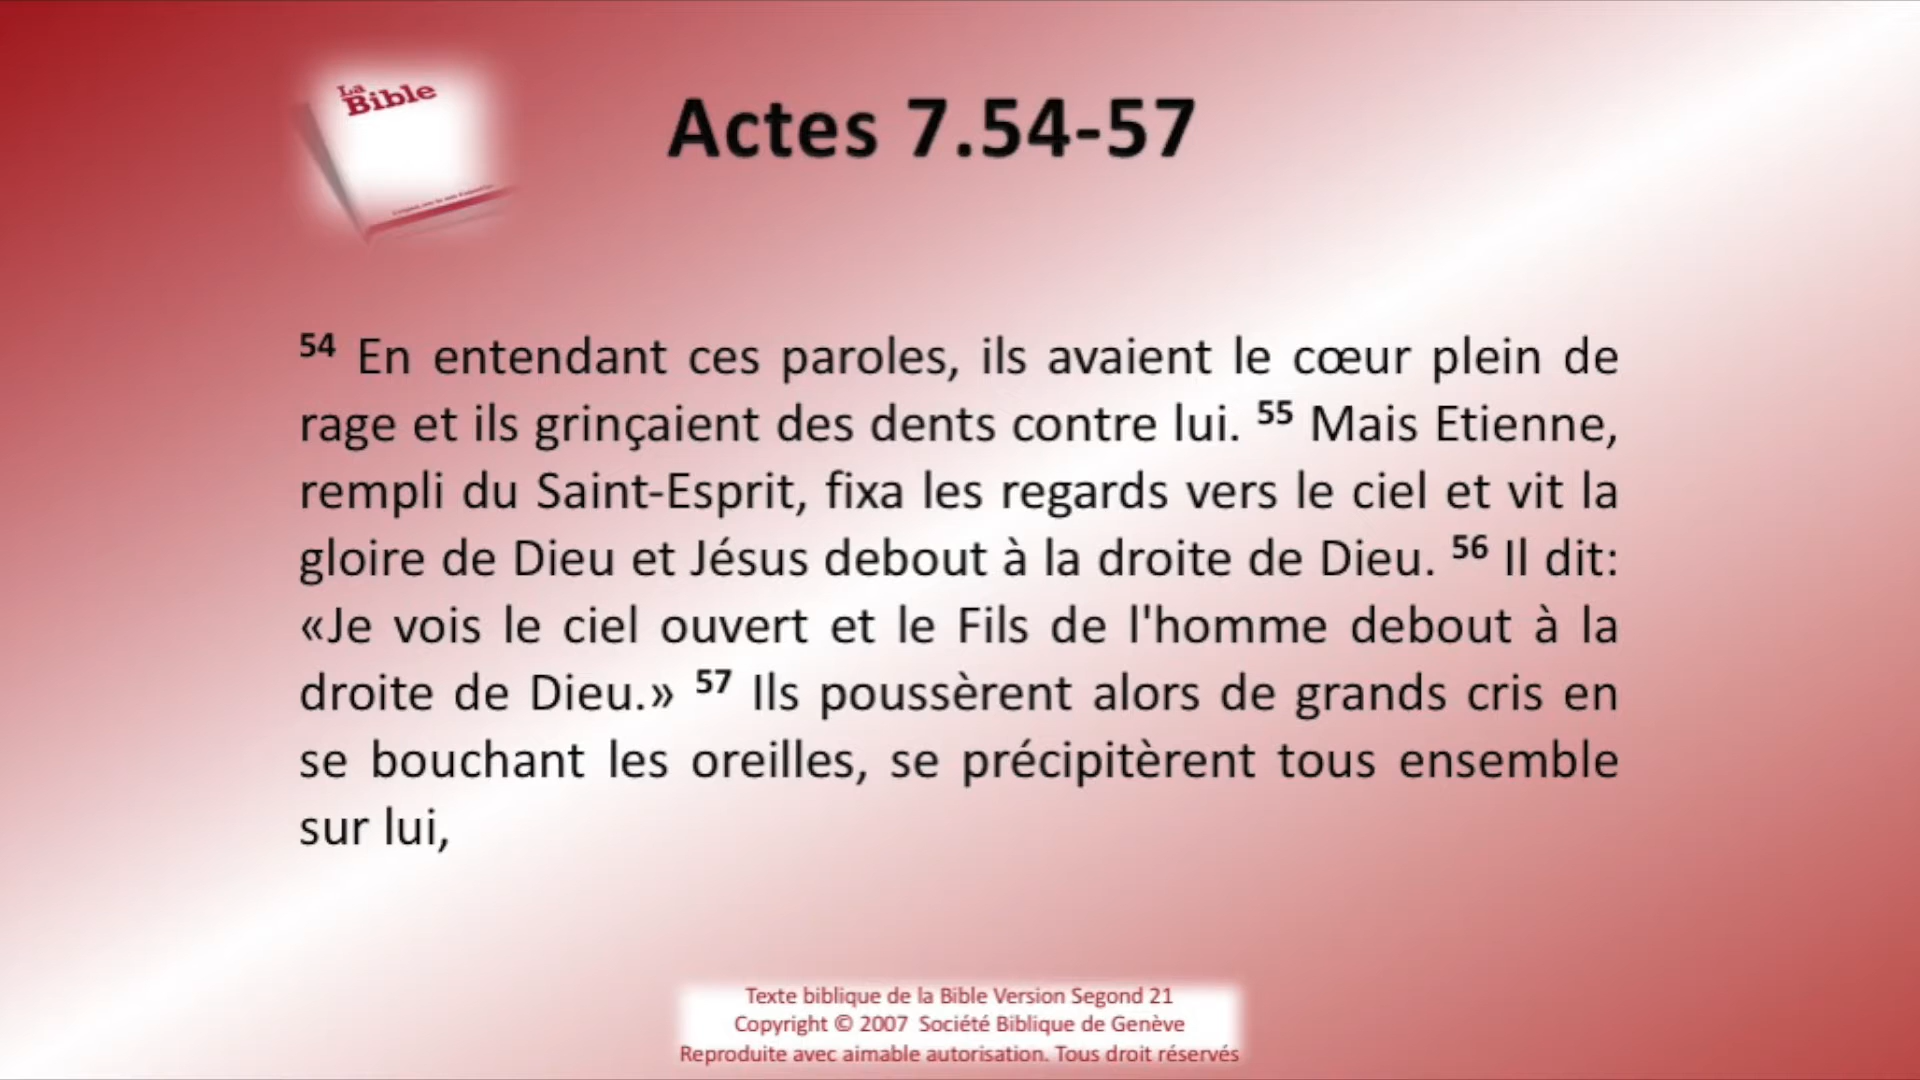 La
Bible
Actes 7.54-57
54 En entendant ces paroles, ils avaient le cœur plein de
rage et ils grinçaient des dents contre lui. 55 Mais Etienne,
rempli du Saint-Esprit, fixa les regards vers le ciel et vit la
gloire de Dieu et Jésus debout à la droite de Dieu. 56 Il dit:
«Je vois le ciel ouvert et le Fils de l'homme debout à la
droite de Dieu.» 57 Ils poussèrent alors de grands cris en
se bouchant les oreilles, se précipitèrent tous ensemble
sur lui,
Texte biblique de la Bible Version Segond 21
Copyright © 2007 Société Biblique de Genève
Reproduite avec aimable autorisation. Tous droit réservés